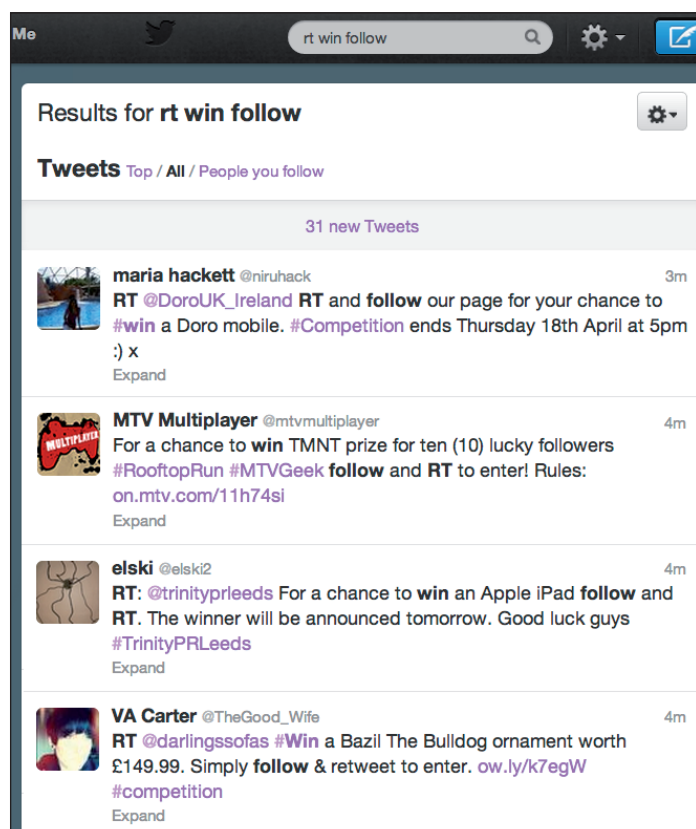 Me
rt win follow
Results for rt win follow
Tweets Top / All / People you follow
31 new Tweets
maria hackett @niruhack 3m
RT @DoroUK_Ireland RT and follow our page for your chance to
#win a Doro mobile. #Competition ends Thursday 18th April at 5pm
:) x
Expand
MULTIPLAYER
MTV Multiplayer @mtvmultiplayer 4m
For a chance to win TMNT prize for ten (10) lucky followers
#RooftopRun #MTVGeek follow and RT to enter! Rules:
on.mtv.com/11h74si
Expand
elski @elski2 4m
RT: @trinityprleeds For a chance to win an Apple iPad follow and
RT. The winner will be announced tomorrow. Good luck guys
#TrinityPRLeeds
Expand
VA Carter @TheGood_Wife 4m
RT @darlingssofas #Win a Bazil The Bulldog ornament worth
£149.99. Simply follow & retweet to enter. ow.ly/k7egW
#competition
Expand